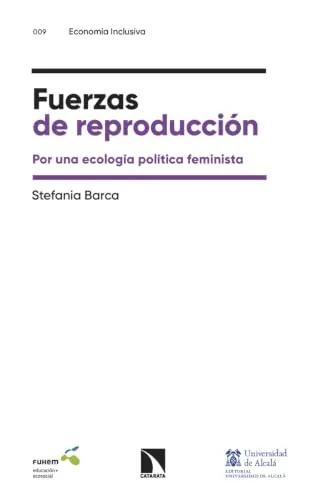 009 Economía Inclusiva
Fuerzas
de reproducción
Por una ecología política feminista
Stefania Barca
FUHEM
educación +
ecosocial
CATARATA
Universidad
de Alcalá
EDITORIAL
UNIVERSIDAD DE ALCALÁ